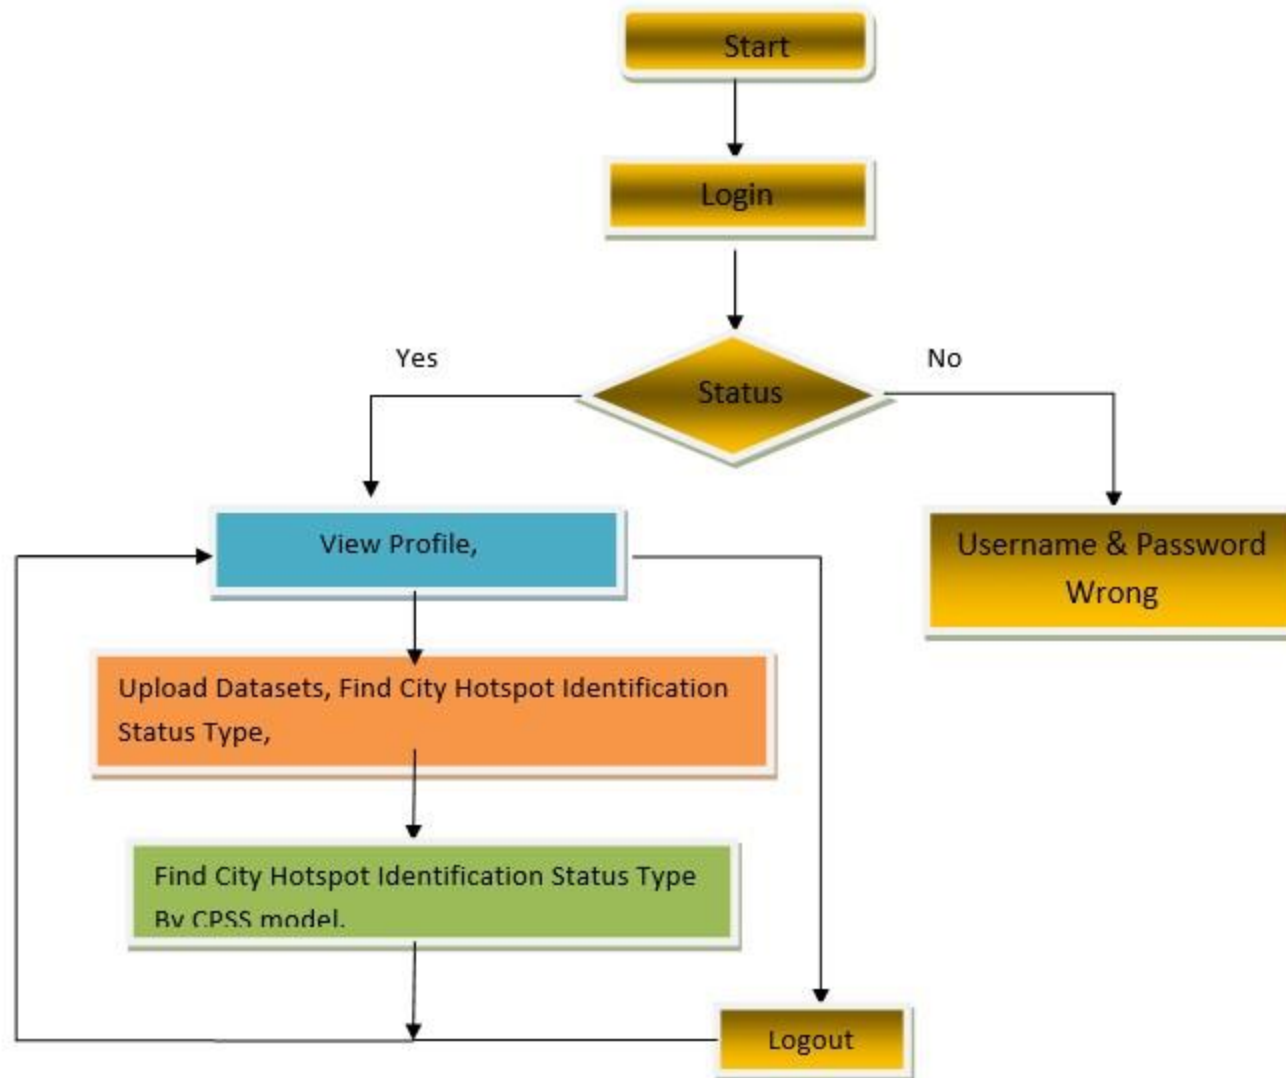 Start
Login
Yes
No
Status
View Profile,
Username & Password
Wrong
Upload Datasets, Find City Hotspot Identification
Status Type,
Find City Hotspot Identification Status Type
By CPSS model.
Logout